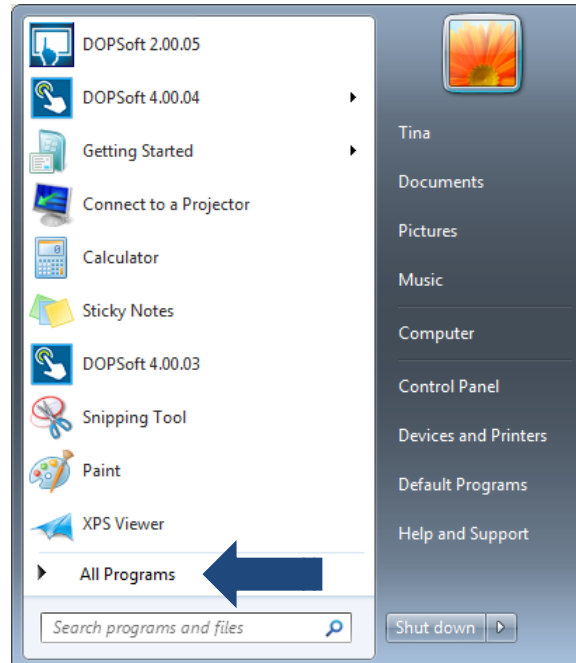 DOPSoft 2.00.05
DOPSoft 4.00.04
Getting Started
Connect to a Projector
Calculator
Sticky Notes
DOPSoft 4.00.03
Snipping Tool
Paint
XPS Viewer
All Programs
Search programs and files
Tina
Documents
Pictures
Music
Computer
Control Panel
Devices and Printers
Default Programs
Help and Support
Shut down